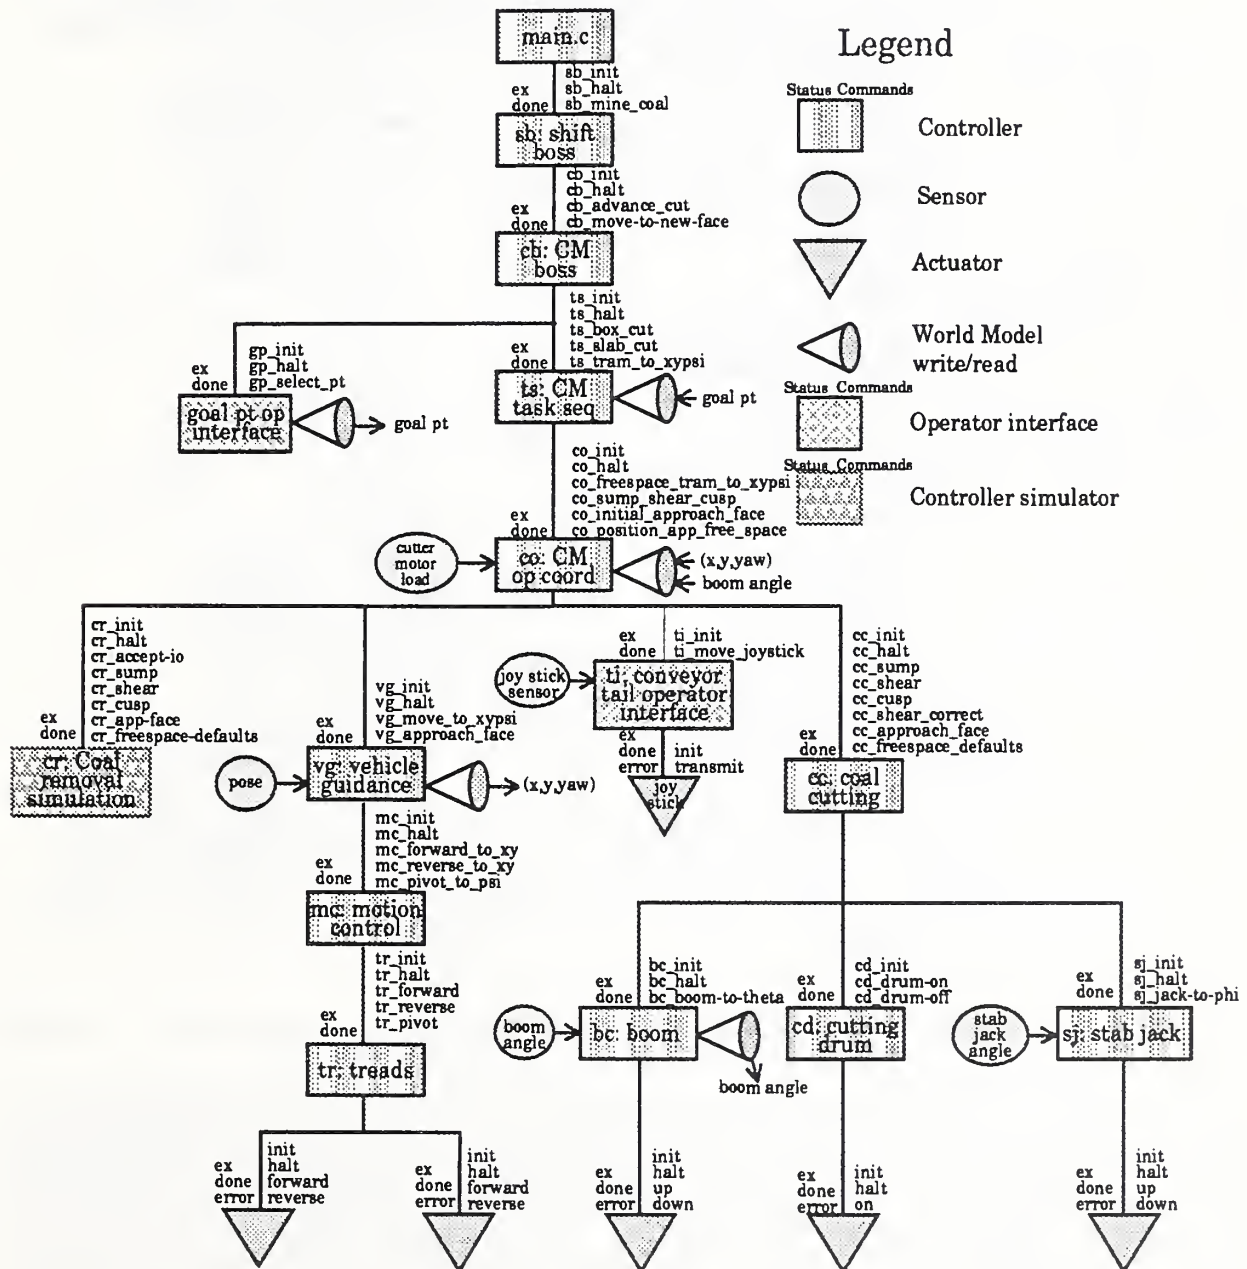 main.c
ex
done
sb_init
sb_halt
sb_mine_coal
sb: shift
boss
ex
done
cb_init
cb_halt
cb_advance_cut
cb_move-to-new-face
cb: CM
boss
ex
done
ts_init
ts_halt
ts_box_cut
ts_slab_cut
ts_tram_to_xypsi
ts: CM
task seq
goal pt
ex
done
gp_init
gp_halt
gp_select_pt
goal pt op
interface
goal pt
ex
done
co_init
co_halt
co_freespace_tram_to_xypsi
co_sump_shear_cusp
co_initial_approach_face
co_position_app_free_space
cutter
motor
load
co: CM
op coord
(x,y,yaw)
boom angle
Legend
Status Commands
Controller
Sensor
Actuator
World Model
write/read
Status Commands
Operator interface
Status Commands
Controller simulator
ex
done
cr_init
cr_halt
cr_accept-io
cr_sump
cr_shear
cr_cusp
cr_app-face
cr_freespace-defaults
cr: Coal
removal
simulation
ex
done
vg_init
vg_halt
vg_move_to_xypsi
vg_approach_face
pose
vg: vehicle
guidance
(x,y,yaw)
ex
done
ti_init
ti_move_joystick
joy stick
sensor
ti: conveyor
tail operator
interface
ex
done
error
init
transmit
joy
stick
ex
done
cc_init
cc_halt
cc_sump
cc_shear
cc_cusp
cc_shear_correct
cc_approach_face
cc_freespace_defaults
cc: coal
cutting
ex
done
mc_init
mc_halt
mc_forward_to_xy
mc_reverse_to_xy
mc_pivot_to_psi
mc: motion
control
ex
done
tr_init
tr_halt
tr_forward
tr_reverse
tr_pivot
tr: treads
ex
done
error
init
halt
forward
reverse
ex
done
error
init
halt
forward
reverse
ex
done
bc_init
bc_halt
bc_boom-to-theta
boom
angle
bc: boom
boom angle
ex
done
error
init
halt
up
down
ex
done
cd_init
cd_drum-on
cd_drum-off
cd: cutting
drum
ex
done
error
init
halt
on
ex
done
sj_init
sj_halt
sj_jack-to-phi
stab
jack
angle
sj: stab jack
ex
done
error
init
halt
up
down